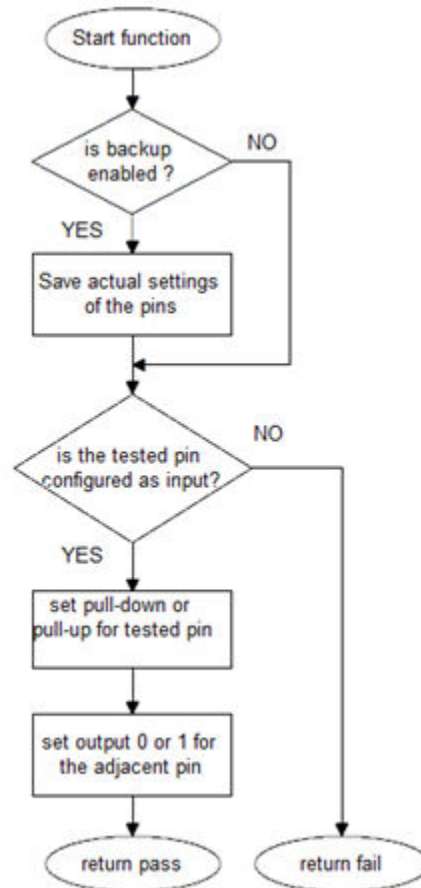 Start function
is backup
enabled ?
NO
YES
Save actual settings
of the pins
is the tested pin
configured as input?
NO
YES
set pull-down or
pull-up for tested pin
set output 0 or 1 for
the adjacent pin
return pass
return fail